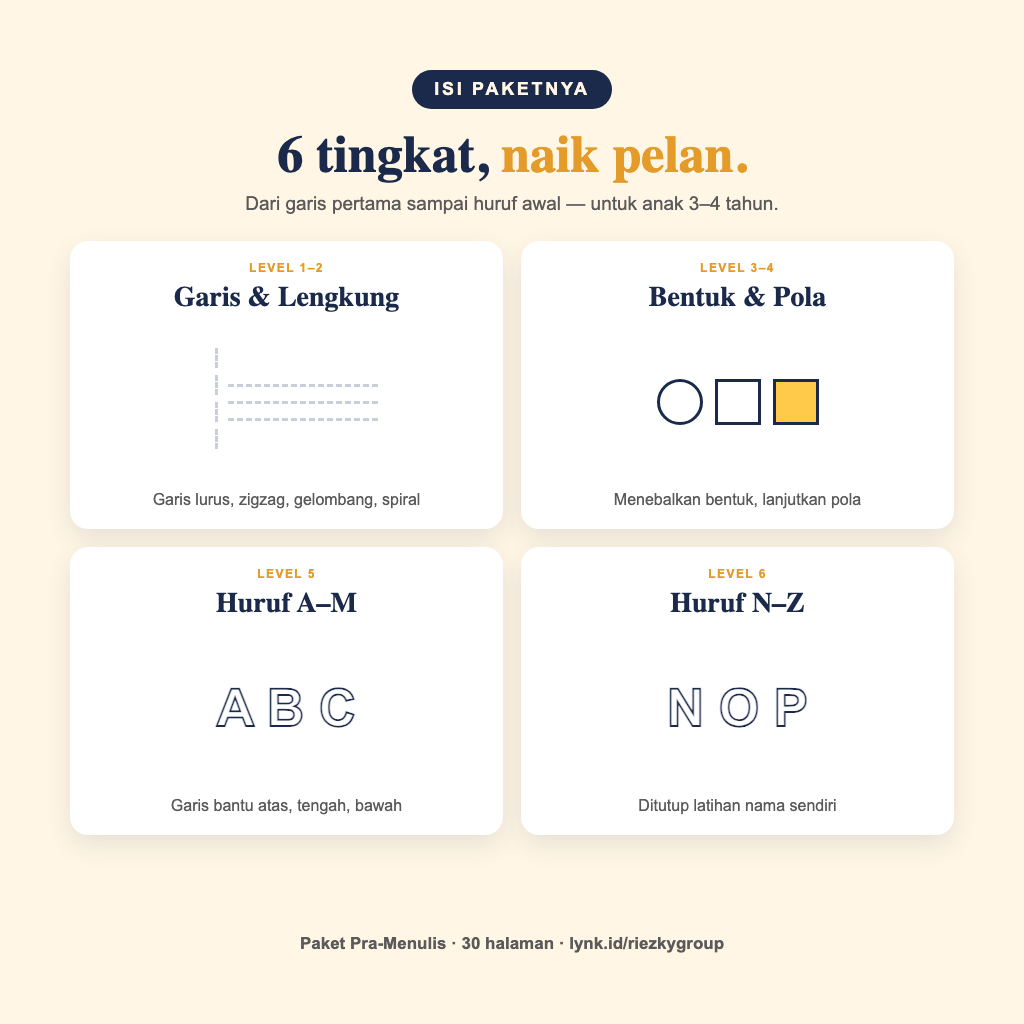 ISI PAKETNYA
6 tingkat, naik pelan.
Dari garis pertama sampai huruf awal — untuk anak 3–4 tahun.
LEVEL 1–2
Garis & Lengkung
Garis lurus, zigzag, gelombang, spiral
LEVEL 3–4
Bentuk & Pola
Menebalkan bentuk, lanjutkan pola
LEVEL 5
Huruf A–M
A B C
Garis bantu atas, tengah, bawah
LEVEL 6
Huruf N–Z
N O P
Ditutup latihan nama sendiri
Paket Pra-Menulis · 30 halaman · lynk.id/riezkygroup